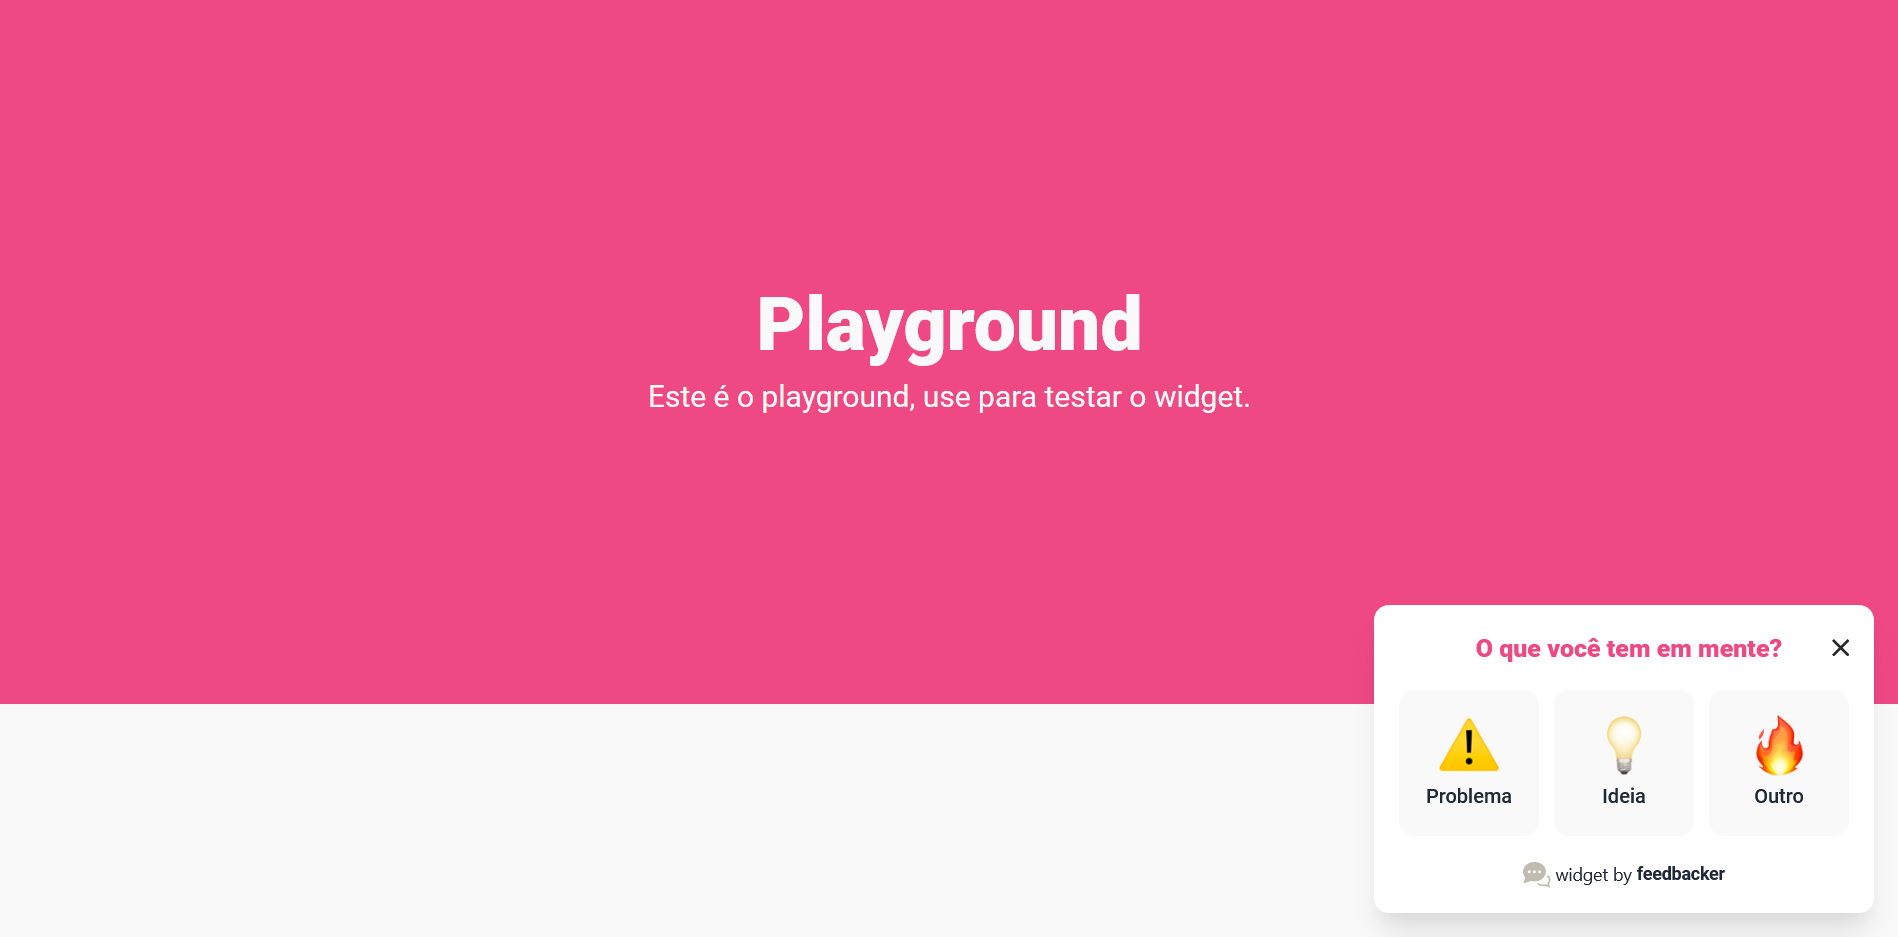 Playground
Este é o playground, use para testar o widget.
O que você tem em mente?
Problema
Ideia
Outro
widget by feedbacker